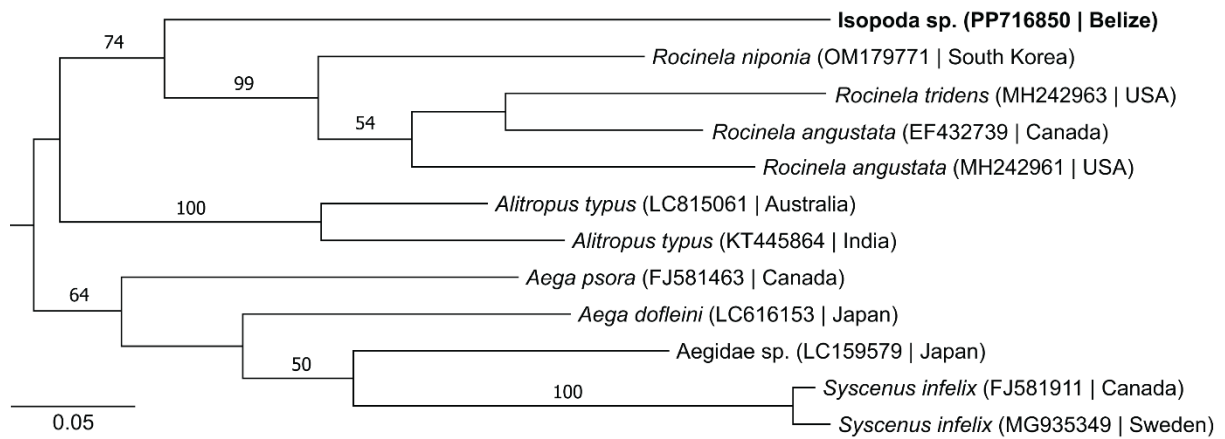 Isopoda sp. (PP716850 | Belize)
74
Rocinela niponia (OM179771 | South Korea)
99
Rocinela tridens (MH242963 | USA)
54
Rocinela angustata (EF432739 | Canada)
Rocinela angustata (MH242961 | USA)
100
Alitropus typus (LC815061 | Australia)
Alitropus typus (KT445864 | India)
Aega psora (FJ581463 | Canada)
64
Aega dofleini (LC616153 | Japan)
Aegidae sp. (LC159579 | Japan)
50
100
Syscenus infelix (FJ581911 | Canada)
Syscenus infelix (MG935349 | Sweden)
0.05